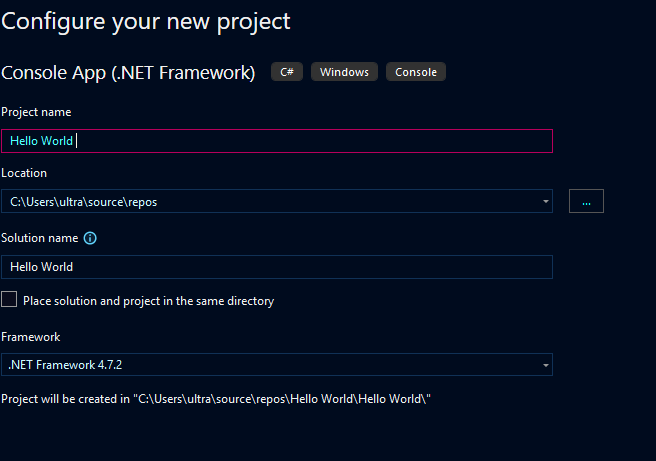 Configure your new project
Console App (.NET Framework) C# Windows Console
Project name
Hello World
Location
C:\Users\ultra\source\repos
...
Solution name
Hello World
Place solution and project in the same directory
Framework
.NET Framework 4.7.2
Project will be created in "C:\Users\ultra\source\repos\Hello World\Hello World\"